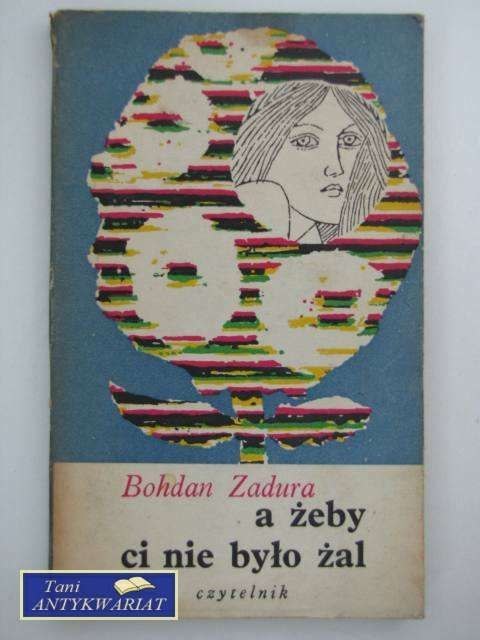 Bohdan Zadura
a żeby
ci nie było żal
czytelnik
Tani
ANTYKWARIAT